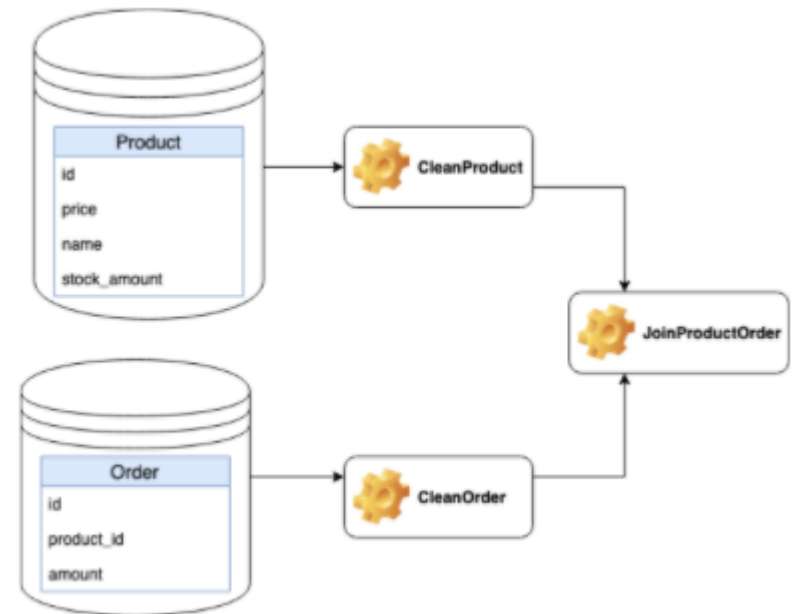 Product
id
price
name
stock_amount
CleanProduct
JoinProductOrder
Order
id
product_id
amount
CleanOrder